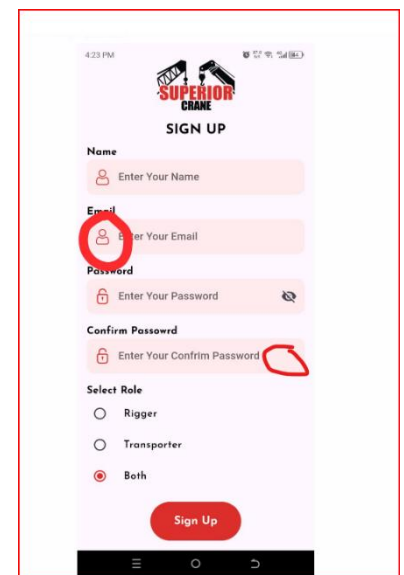 4:23 PM
SUPERIOR
CRANE
SIGN UP
Name
Enter Your Name
Email
Enter Your Email
Password
Enter Your Password
Confirm Passowrd
Enter Your Confrim Password
Select Role
Rigger
Transporter
Both
Sign Up